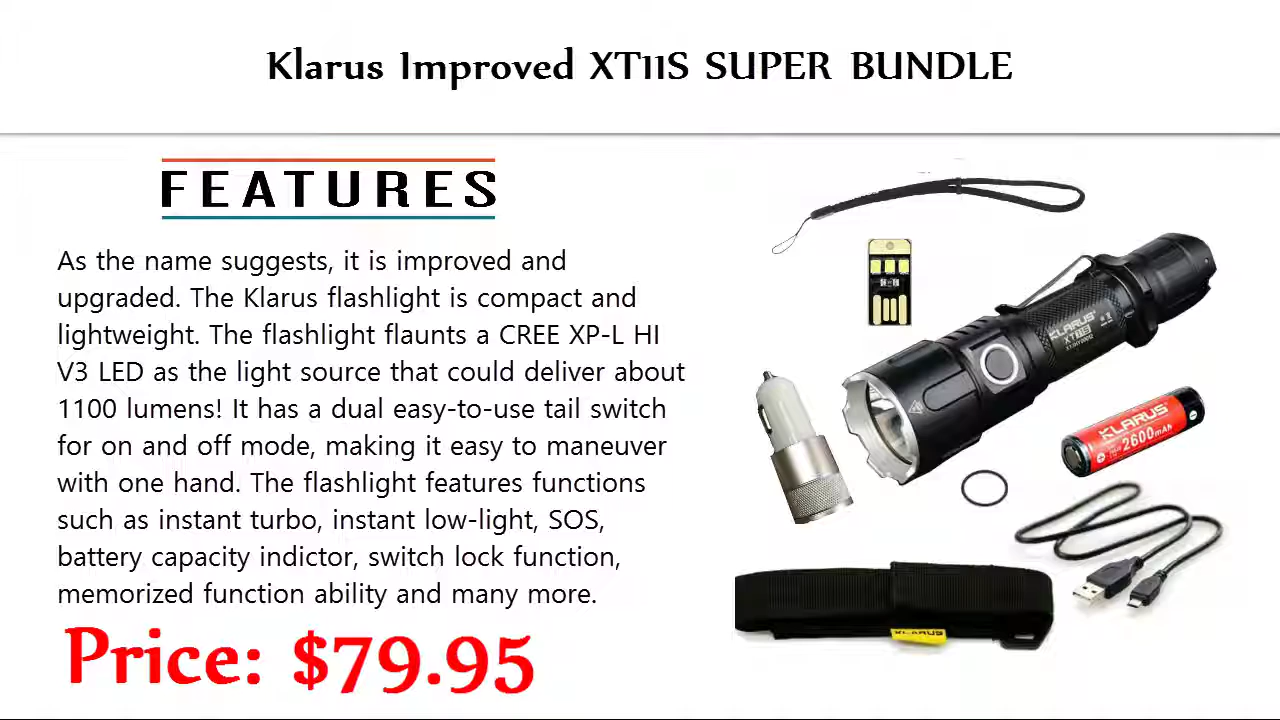 Klarus Improved XT11S SUPER BUNDLE
FEATURES
As the name suggests, it is improved and
upgraded. The Klarus flashlight is compact and
lightweight. The flashlight flaunts a CREE XP-L HI
V3 LED as the light source that could deliver about
1100 lumens! It has a dual easy-to-use tail switch
for on and off mode, making it easy to maneuver
with one hand. The flashlight features functions
such as instant turbo, instant low-light, SOS,
battery capacity indictor, switch lock function,
memorized function ability and many more.
Price: $79.95
KLARUS
XT11S
KLARUS
2600mAh
KLARUS